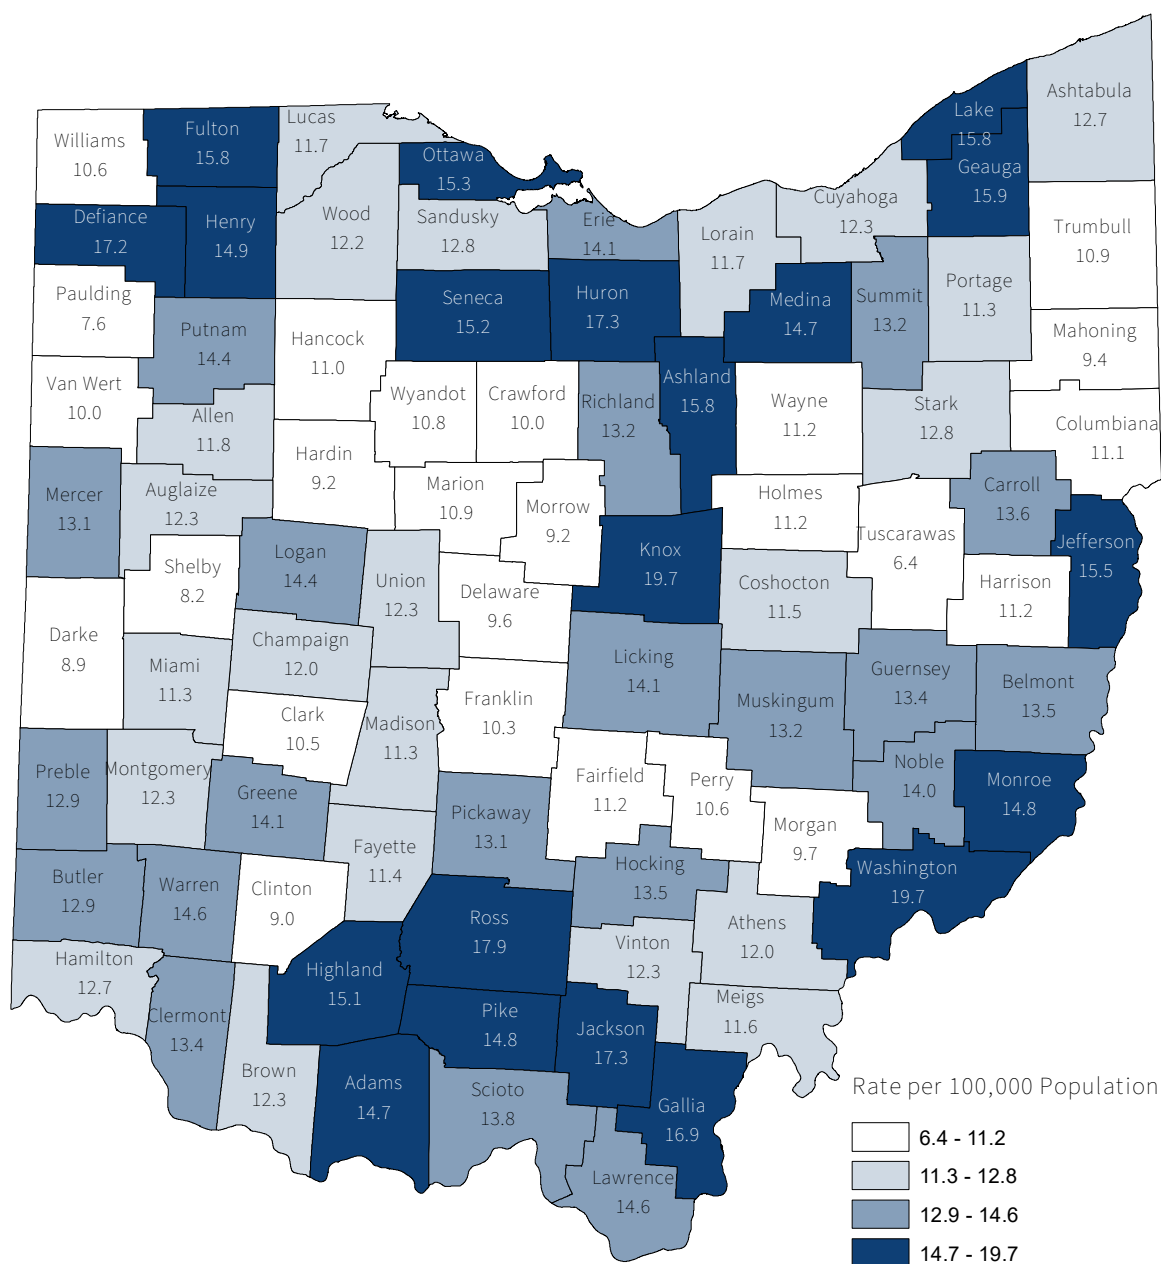 Ashtabula
12.7
Lake
15.8
Geauga
15.9
Lucas
11.7
Fulton
15.8
Williams
10.6
Ottawa
15.3
Cuyahoga
12.3
Wood
12.2
Sandusky
12.8
Erie
14.1
Defiance
17.2
Henry
14.9
Lorain
11.7
Trumbull
10.9
Portage
11.3
Paulding
7.6
Seneca
15.2
Huron
17.3
Medina
14.7
Summit
13.2
Putnam
14.4
Hancock
11.0
Mahoning
9.4
Van Wert
10.0
Wyandot
10.8
Crawford
10.0
Richland
13.2
Ashland
15.8
Wayne
11.2
Stark
12.8
Columbiana
11.1
Allen
11.8
Hardin
9.2
Mercer
13.1
Auglaize
12.3
Marion
10.9
Morrow
9.2
Holmes
11.2
Carroll
13.6
Tuscarawas
6.4
Jefferson
15.5
Shelby
8.2
Logan
14.4
Union
12.3
Delaware
9.6
Knox
19.7
Coshocton
11.5
Harrison
11.2
Darke
8.9
Miami
11.3
Champaign
12.0
Licking
14.1
Guernsey
13.4
Belmont
13.5
Clark
10.5
Madison
11.3
Franklin
10.3
Muskingum
13.2
Preble
12.9
Montgomery
12.3
Greene
14.1
Fairfield
11.2
Perry
10.6
Noble
14.0
Monroe
14.8
Pickaway
13.1
Morgan
9.7
Fayette
11.4
Hocking
13.5
Washington
19.7
Butler
12.9
Warren
14.6
Clinton
9.0
Ross
17.9
Athens
12.0
Hamilton
12.7
Highland
15.1
Vinton
12.3
Meigs
11.6
Clermont
13.4
Pike
14.8
Jackson
17.3
Brown
12.3
Adams
14.7
Scioto
13.8
Gallia
16.9
Lawrence
14.6
Rate per 100,000 Population
6.4 - 11.2
11.3 - 12.8
12.9 - 14.6
14.7 - 19.7